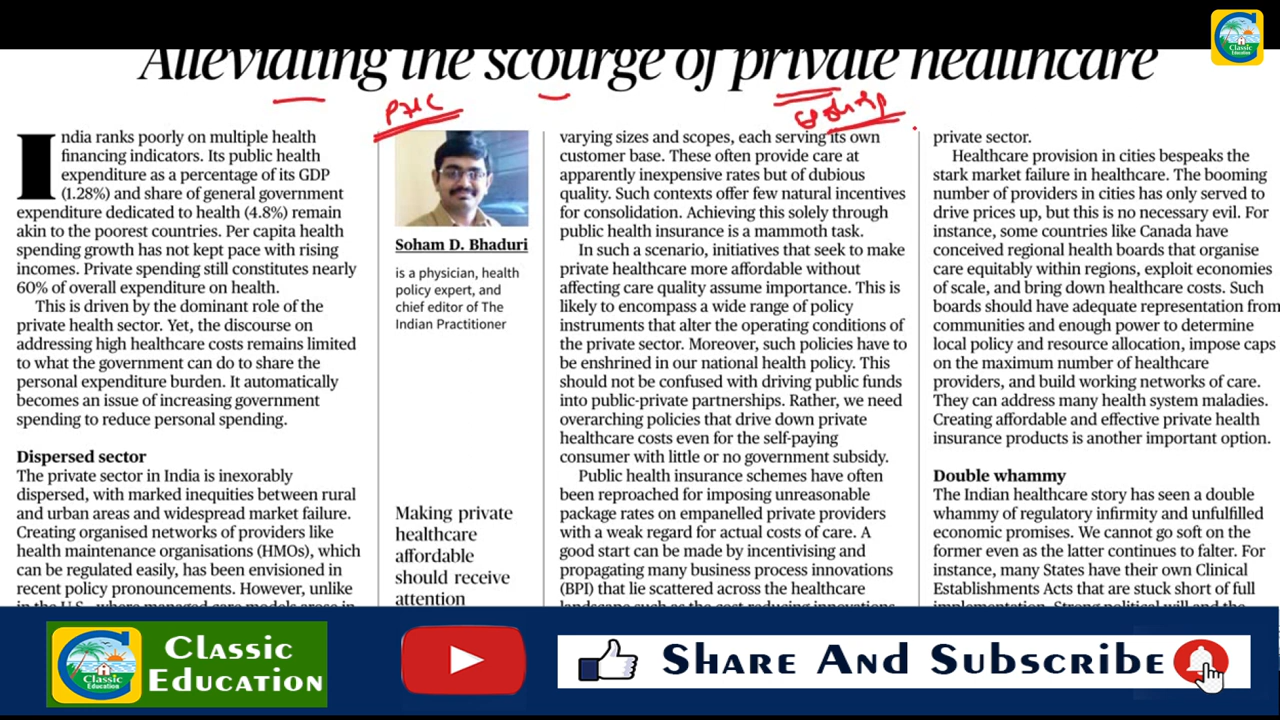 Classic
Education
Alleviating the scourge of private healthcare
PHC
India ranks poorly on multiple health
financing indicators. Its public health
expenditure as a percentage of its GDP
(1.28%) and share of general government
expenditure dedicated to health (4.8%) remain
akin to the poorest countries. Per capita health
spending growth has not kept pace with rising
incomes. Private spending still constitutes nearly
60% of overall expenditure on health.
This is driven by the dominant role of the
private health sector. Yet, the discourse on
addressing high healthcare costs remains limited
to what the government can do to share the
personal expenditure burden. It automatically
becomes an issue of increasing government
spending to reduce personal spending.
Dispersed sector
The private sector in India is inexorably
dispersed, with marked inequities between rural
and urban areas and widespread market failure.
Creating organised networks of providers like
health maintenance organisations (HMOs), which
can be regulated easily, has been envisioned in
recent policy pronouncements. However, unlike
in the U.S., where managed care models arose in
Soham D. Bhaduri
is a physician, health
policy expert, and
chief editor of The
Indian Practitioner
Making private
healthcare
affordable
should receive
attention
varying sizes and scopes, each serving its own
customer base. These often provide care at
apparently inexpensive rates but of dubious
quality. Such contexts offer few natural incentives
for consolidation. Achieving this solely through
public health insurance is a mammoth task.
In such a scenario, initiatives that seek to make
private healthcare more affordable without
affecting care quality assume importance. This is
likely to encompass a wide range of policy
instruments that alter the operating conditions of
the private sector. Moreover, such policies have to
be enshrined in our national health policy. This
should not be confused with driving public funds
into public-private partnerships. Rather, we need
overarching policies that drive down private
healthcare costs even for the self-paying
consumer with little or no government subsidy.
Public health insurance schemes have often
been reproached for imposing unreasonable
package rates on empanelled private providers
with a weak regard for actual costs of care. A
good start can be made by incentivising and
propagating many business process innovations
(BPI) that lie scattered across the healthcare
landscape such as the cost-reducing innovations
private sector.
Healthcare provision in cities bespeaks the
stark market failure in healthcare. The booming
number of providers in cities has only served to
drive prices up, but this is no necessary evil. For
instance, some countries like Canada have
conceived regional health boards that organise
care equitably within regions, exploit economies
of scale, and bring down healthcare costs. Such
boards should have adequate representation from
communities and enough power to determine
local policy and resource allocation, impose caps
on the maximum number of healthcare
providers, and build working networks of care.
They can address many health system maladies.
Creating affordable and effective private health
insurance products is another important option.
Double whammy
The Indian healthcare story has seen a double
whammy of regulatory infirmity and unfulfilled
economic promises. We cannot go soft on the
former even as the latter continues to falter. For
instance, many States have their own Clinical
Establishments Acts that are stuck short of full
implementation. Strong political will and the
Classic
Education
Classic
Education
Share And Subscribe